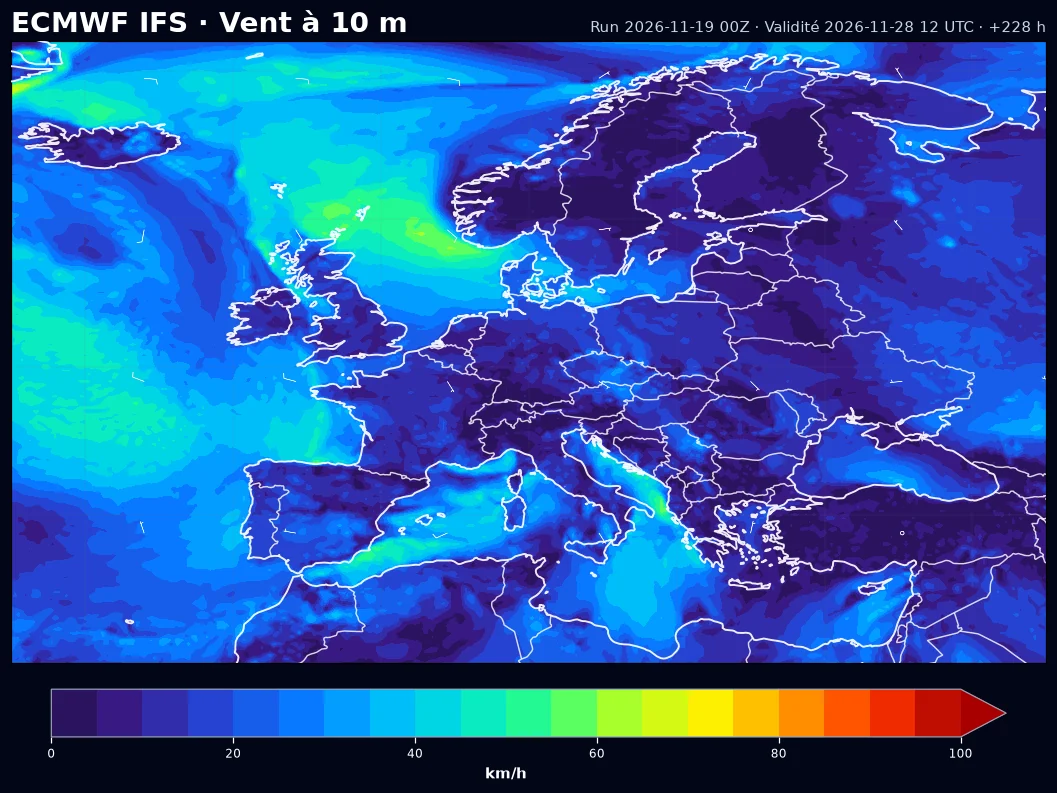 ECMWF IFS · Vent à 10 m
Run 2026-11-19 00Z · Validité 2026-11-28 12 UTC · +228 h
0 20 40 60 80 100
km/h